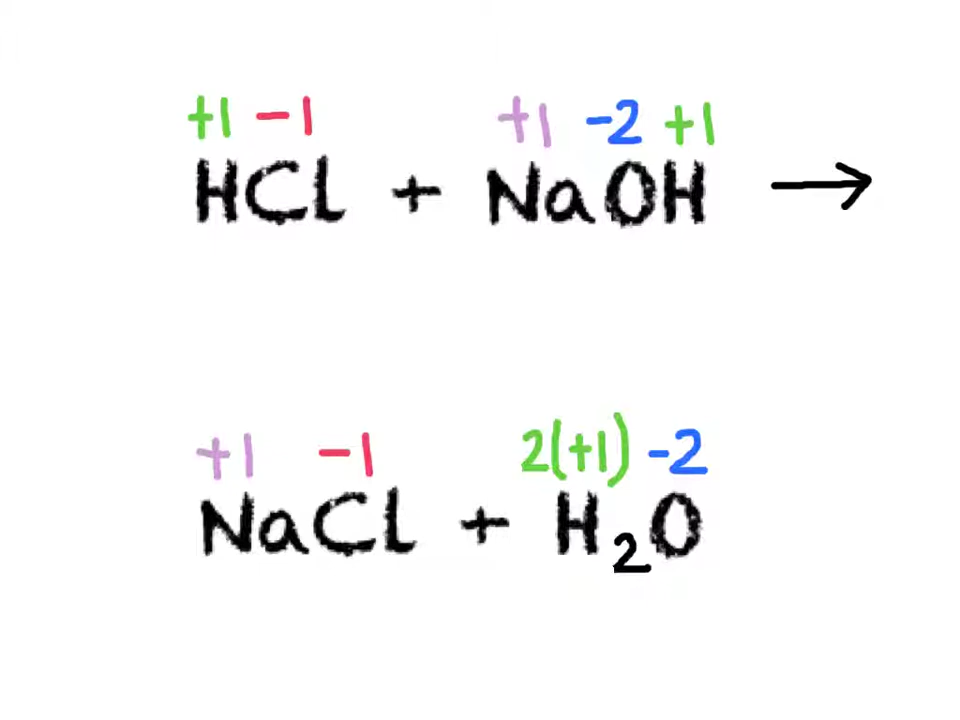 +1 -1 +1 -2 +1
HCl + NaOH →
+1 -1 2(+1) -2
NaCl + H₂O